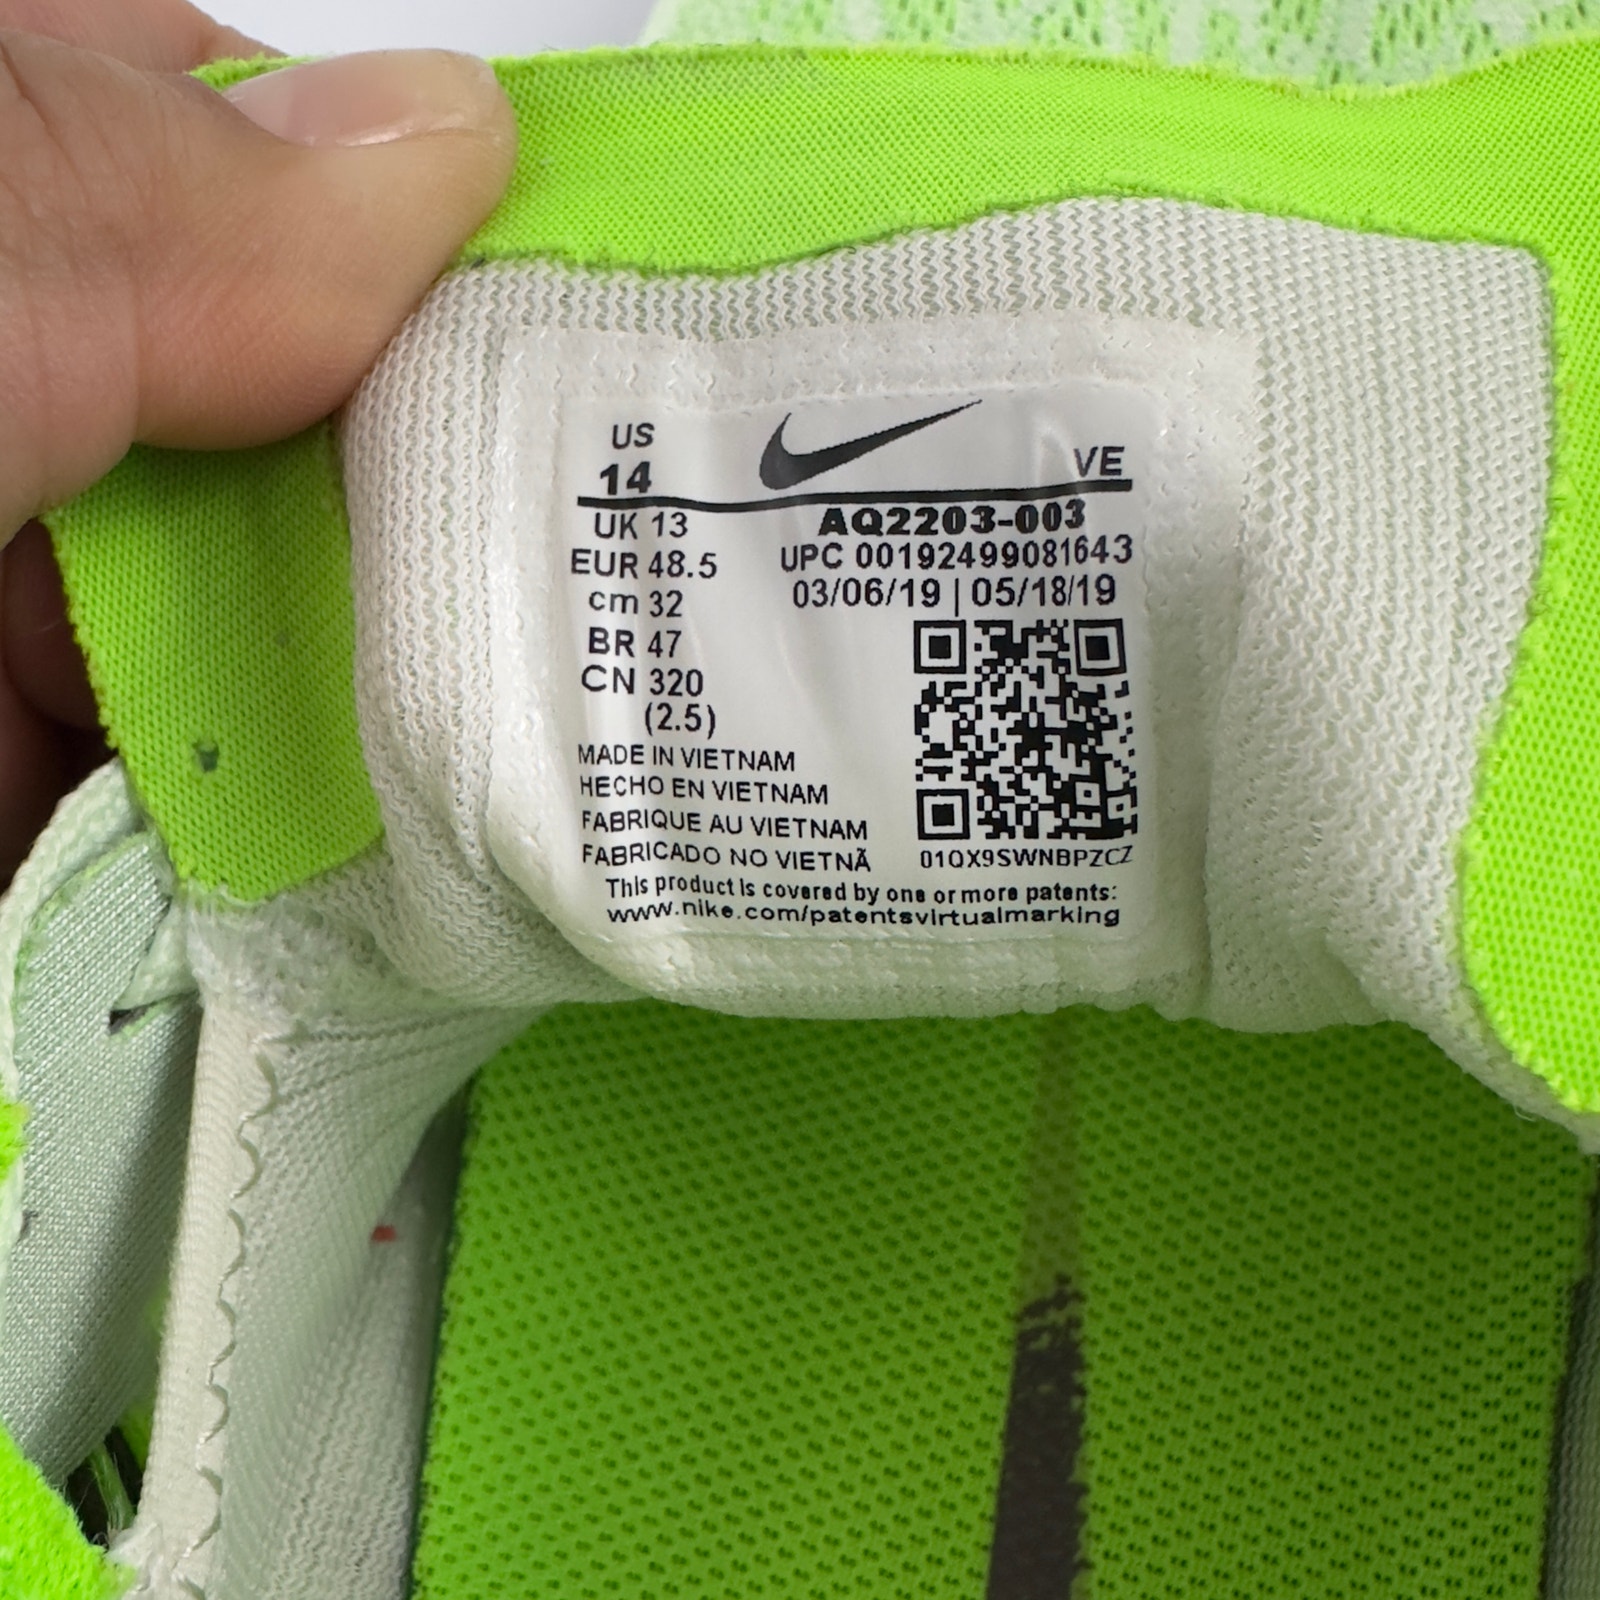 US
14
VE
UK 13
EUR 48.5
cm 32
BR 47
CN 320
(2.5)
AQ2203-003
UPC 00192499081643
03/06/19 | 05/18/19
MADE IN VIETNAM
HECHO EN VIETNAM
FABRIQUE AU VIETNAM
FABRICADO NO VIETNÃ
01QX9SWNBPZCZ
This product is covered by one or more patents:
www.nike.com/patentsvirtualmarking